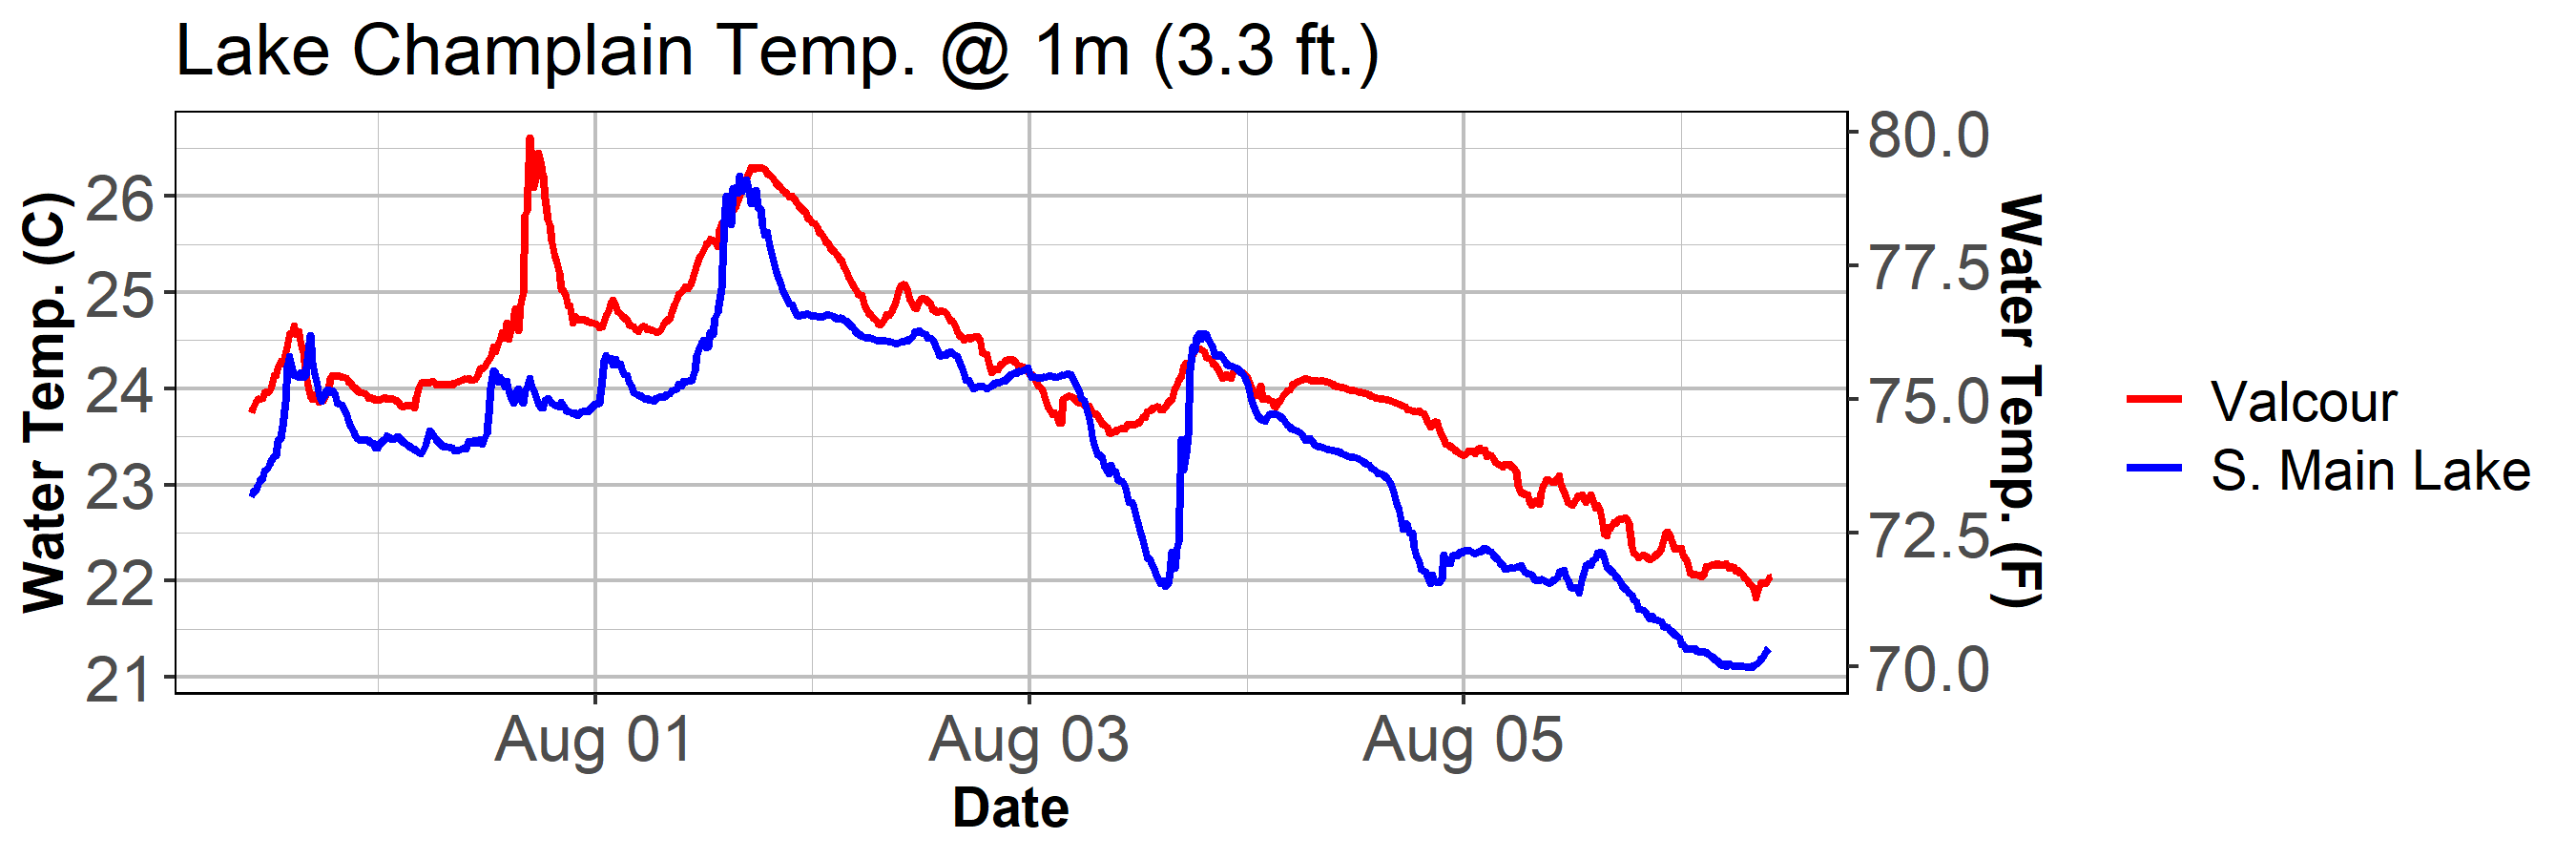 Lake Champlain Temp. @ 1m (3.3 ft.)
Water Temp. (C)
26
25
24
23
22
21
80.0
77.5
75.0
72.5
70.0
Water Temp. (F)
Aug 01
Aug 03
Aug 05
Date
Valcour
S. Main Lake